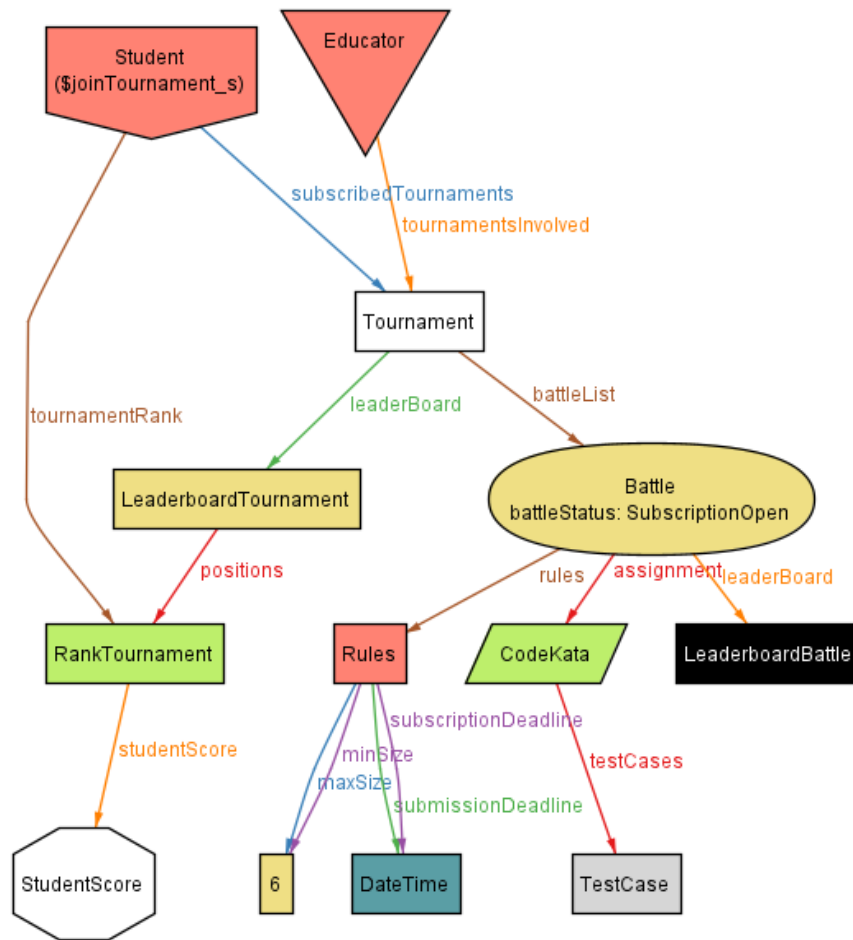 Student
($joinTournament_s)
Educator
subscribedTournaments
tournamentsInvolved
Tournament
leaderBoard
battleList
tournamentRank
LeaderboardTournament
Battle
battleStatus: SubscriptionOpen
positions
rules
assignment
leaderBoard
RankTournament
Rules
CodeKata
LeaderboardBattle
subscriptionDeadline
studentScore
minSize
testCases
maxSize
submissionDeadline
StudentScore
6
DateTime
TestCase